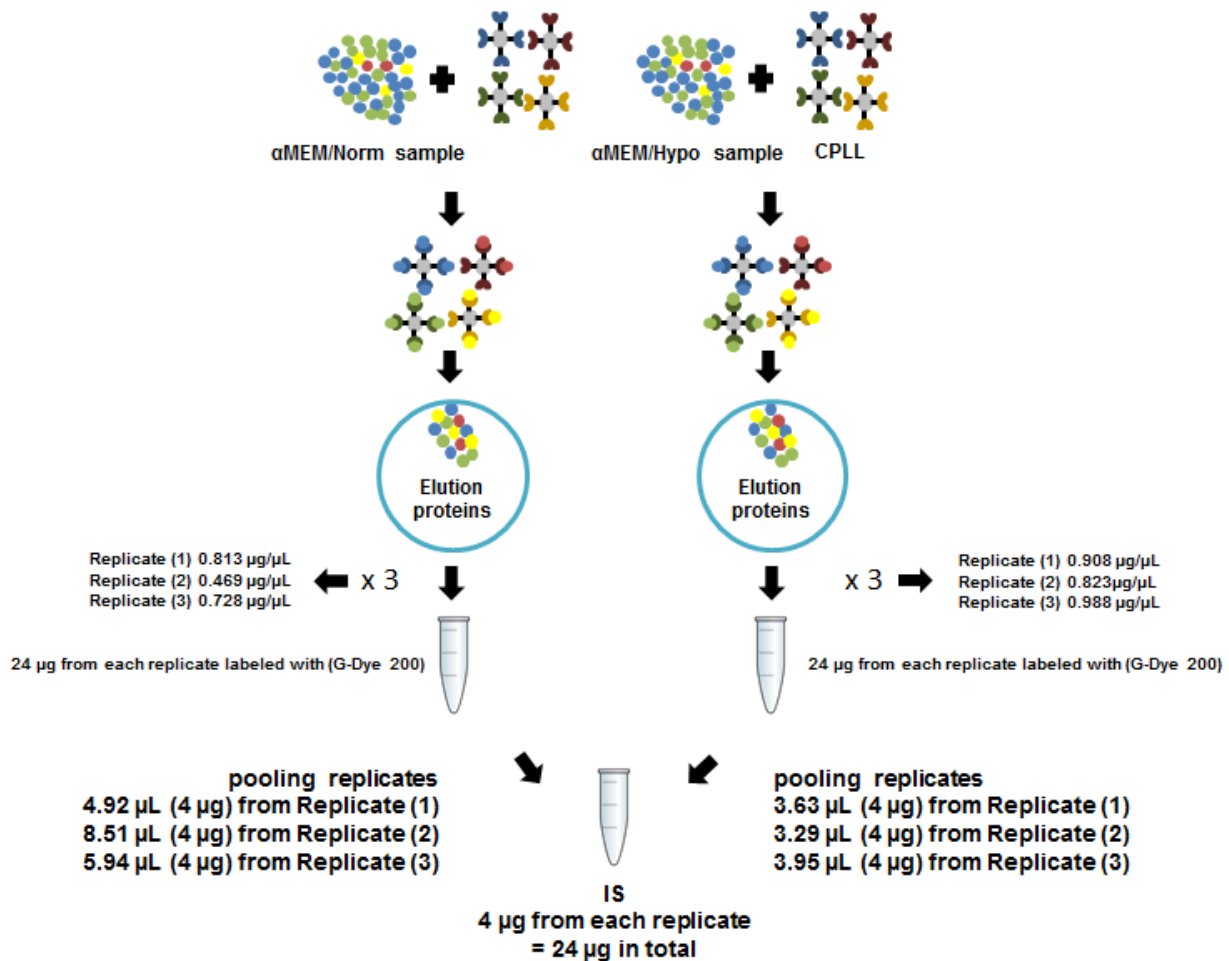 αMEM/Norm sample
αMEM/Hypo sample
CPLL
Elution
proteins
Elution
proteins
Replicate (1) 0.813 µg/µL
Replicate (2) 0.469 µg/µL
Replicate (3) 0.728 µg/µL
x 3
x 3
Replicate (1) 0.908 µg/µL
Replicate (2) 0.823µg/µL
Replicate (3) 0.988 µg/µL
24 µg from each replicate labeled with (G-Dye 200)
24 µg from each replicate labeled with (G-Dye 200)
pooling replicates
4.92 µL (4 µg) from Replicate (1)
8.51 µL (4 µg) from Replicate (2)
5.94 µL (4 µg) from Replicate (3)
pooling replicates
3.63 µL (4 µg) from Replicate (1)
3.29 µL (4 µg) from Replicate (2)
3.95 µL (4 µg) from Replicate (3)
IS
4 µg from each replicate
= 24 µg in total